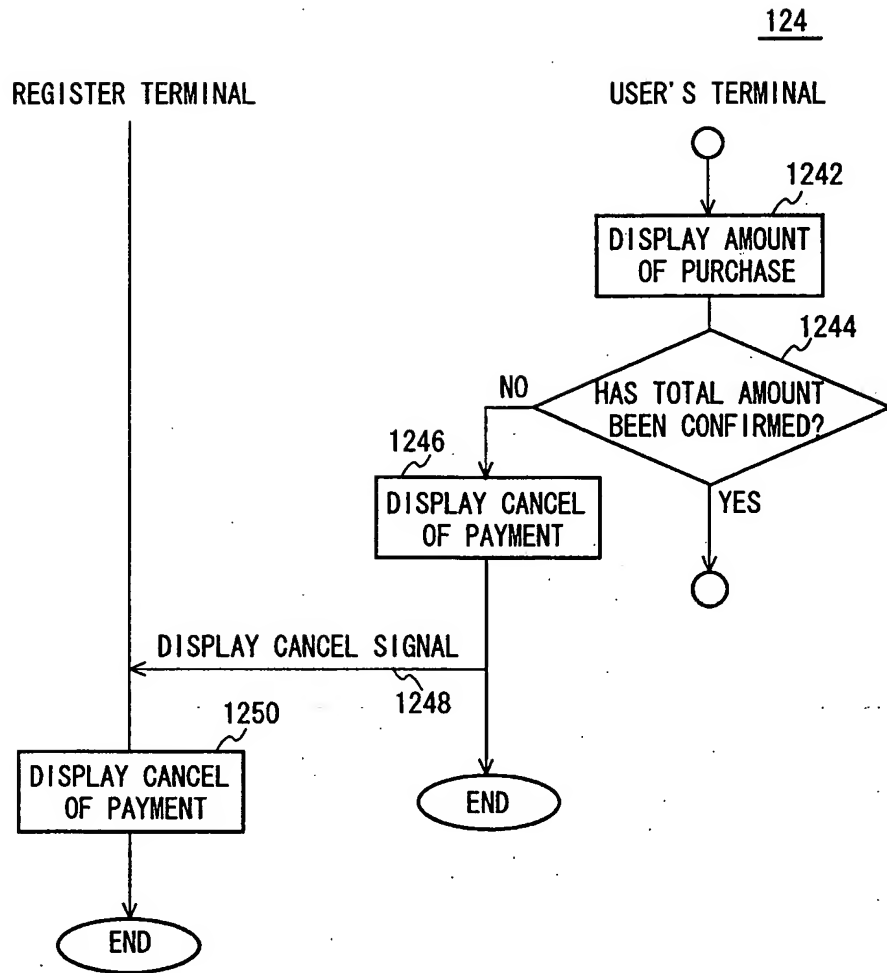 124
REGISTER TERMINAL
USER'S TERMINAL
1242
DISPLAY AMOUNT
OF PURCHASE
1244
HAS TOTAL AMOUNT
BEEN CONFIRMED?
NO
YES
1246
DISPLAY CANCEL
OF PAYMENT
DISPLAY CANCEL SIGNAL
1248
1250
DISPLAY CANCEL
OF PAYMENT
END
END